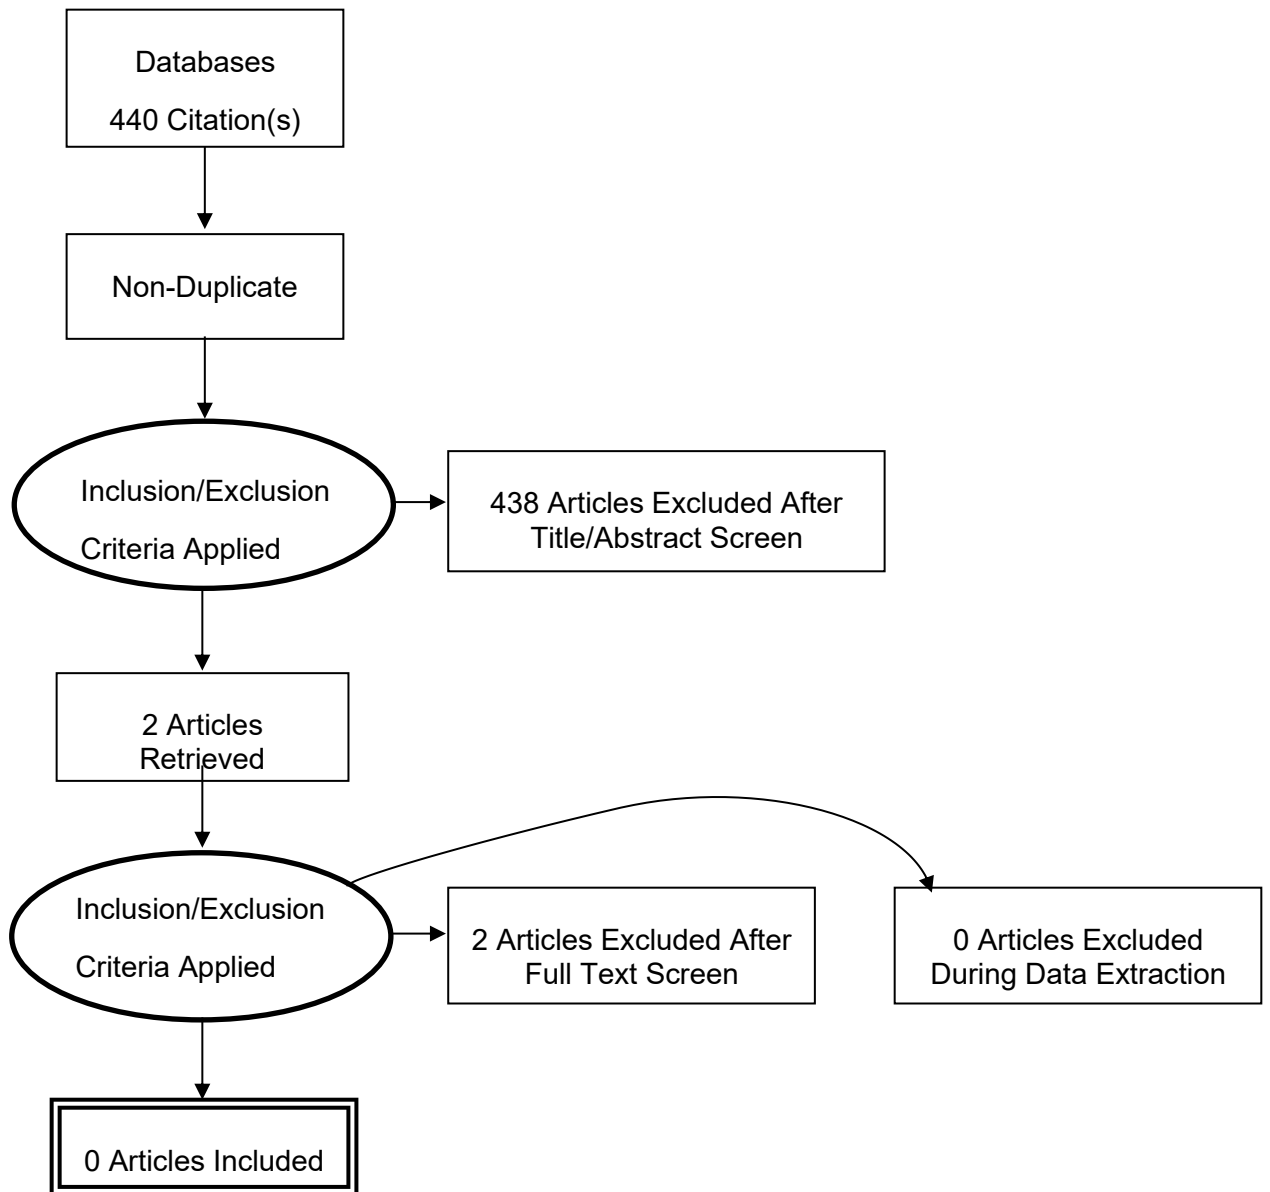 Databases
440 Citation(s)
Non-Duplicate
Inclusion/Exclusion
Criteria Applied
438 Articles Excluded After
Title/Abstract Screen
2 Articles
Retrieved
Inclusion/Exclusion
Criteria Applied
2 Articles Excluded After
Full Text Screen
0 Articles Excluded
During Data Extraction
0 Articles Included